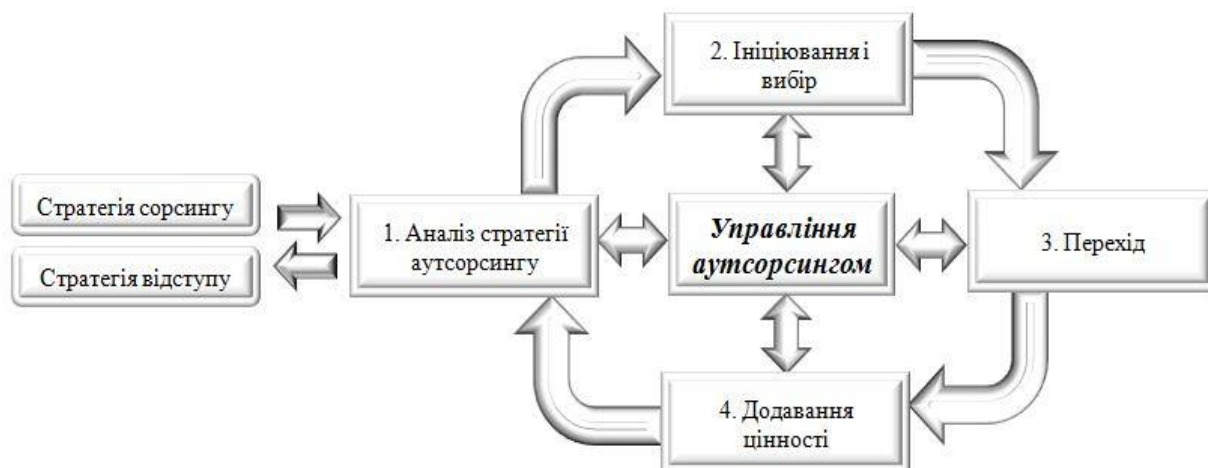 2. Ініціювання і
вибір
Стратегія сорсингу
Стратегія відступу
1. Аналіз стратегії
аутсорсингу
Управління
аутсорсингом
3. Перехід
4. Додавання
цінності